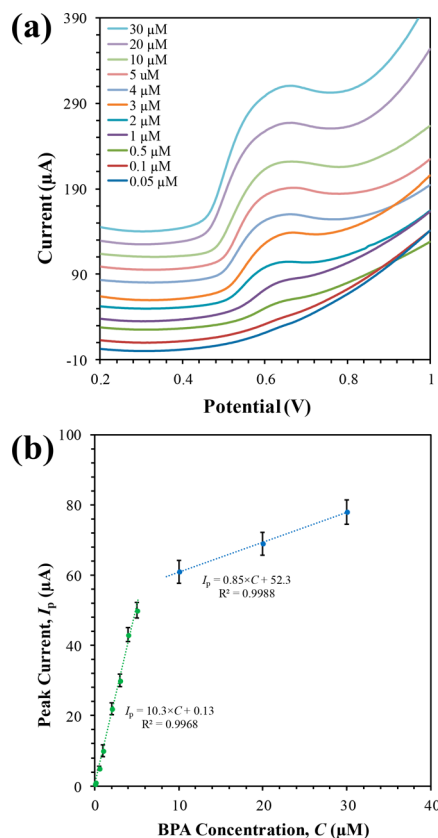 (a)
390
290
190
90
-10
Current (µA)
30 µM
20 µM
10 µM
5 uM
4 µM
3 µM
2 µM
1 µM
0.5 µM
0.1 µM
0.05 µM
0.2 0.4 0.6 0.8 1
Potential (V)
(b)
100
80
60
40
20
0
Peak Current, Iₚ (µA)
Iₚ = 0.85×C + 52.3
R² = 0.9988
Iₚ = 10.3×C + 0.13
R² = 0.9968
0 10 20 30 40
BPA Concentration, C (µM)